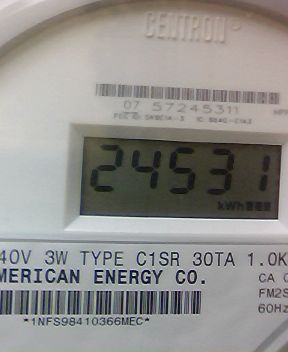 CENTRON®
07 57245311
24531
kWh
40V 3W TYPE C1SR 30TA 1.0K
MERICAN ENERGY CO.
CA
FM2S
60Hz
*1NFS98410366MEC*